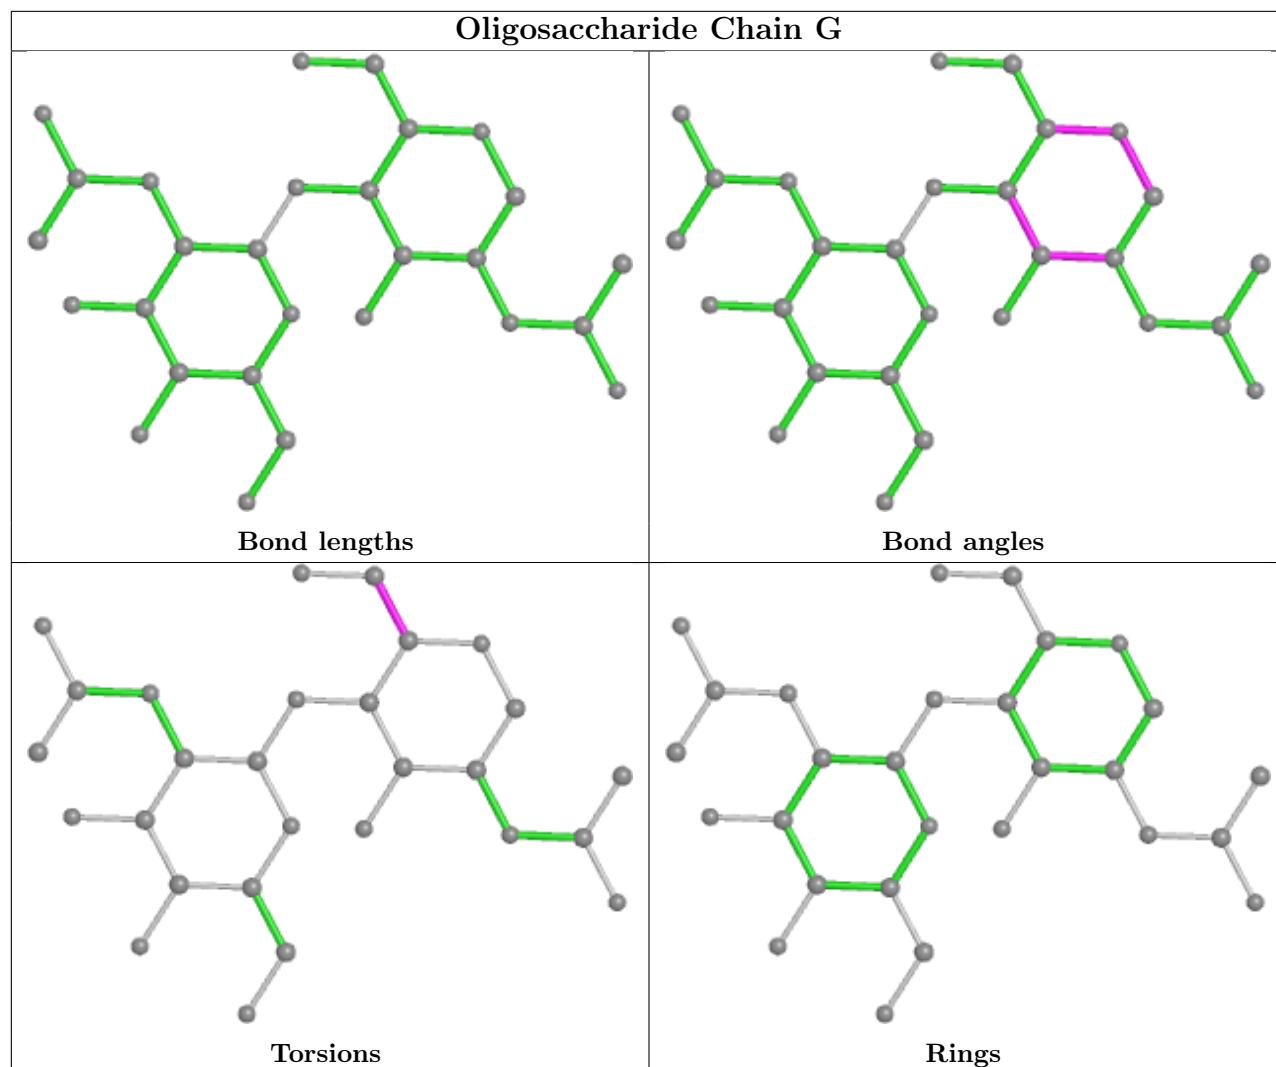 Oligosaccharide Chain G
Bond lengths
Bond angles
Torsions
Rings